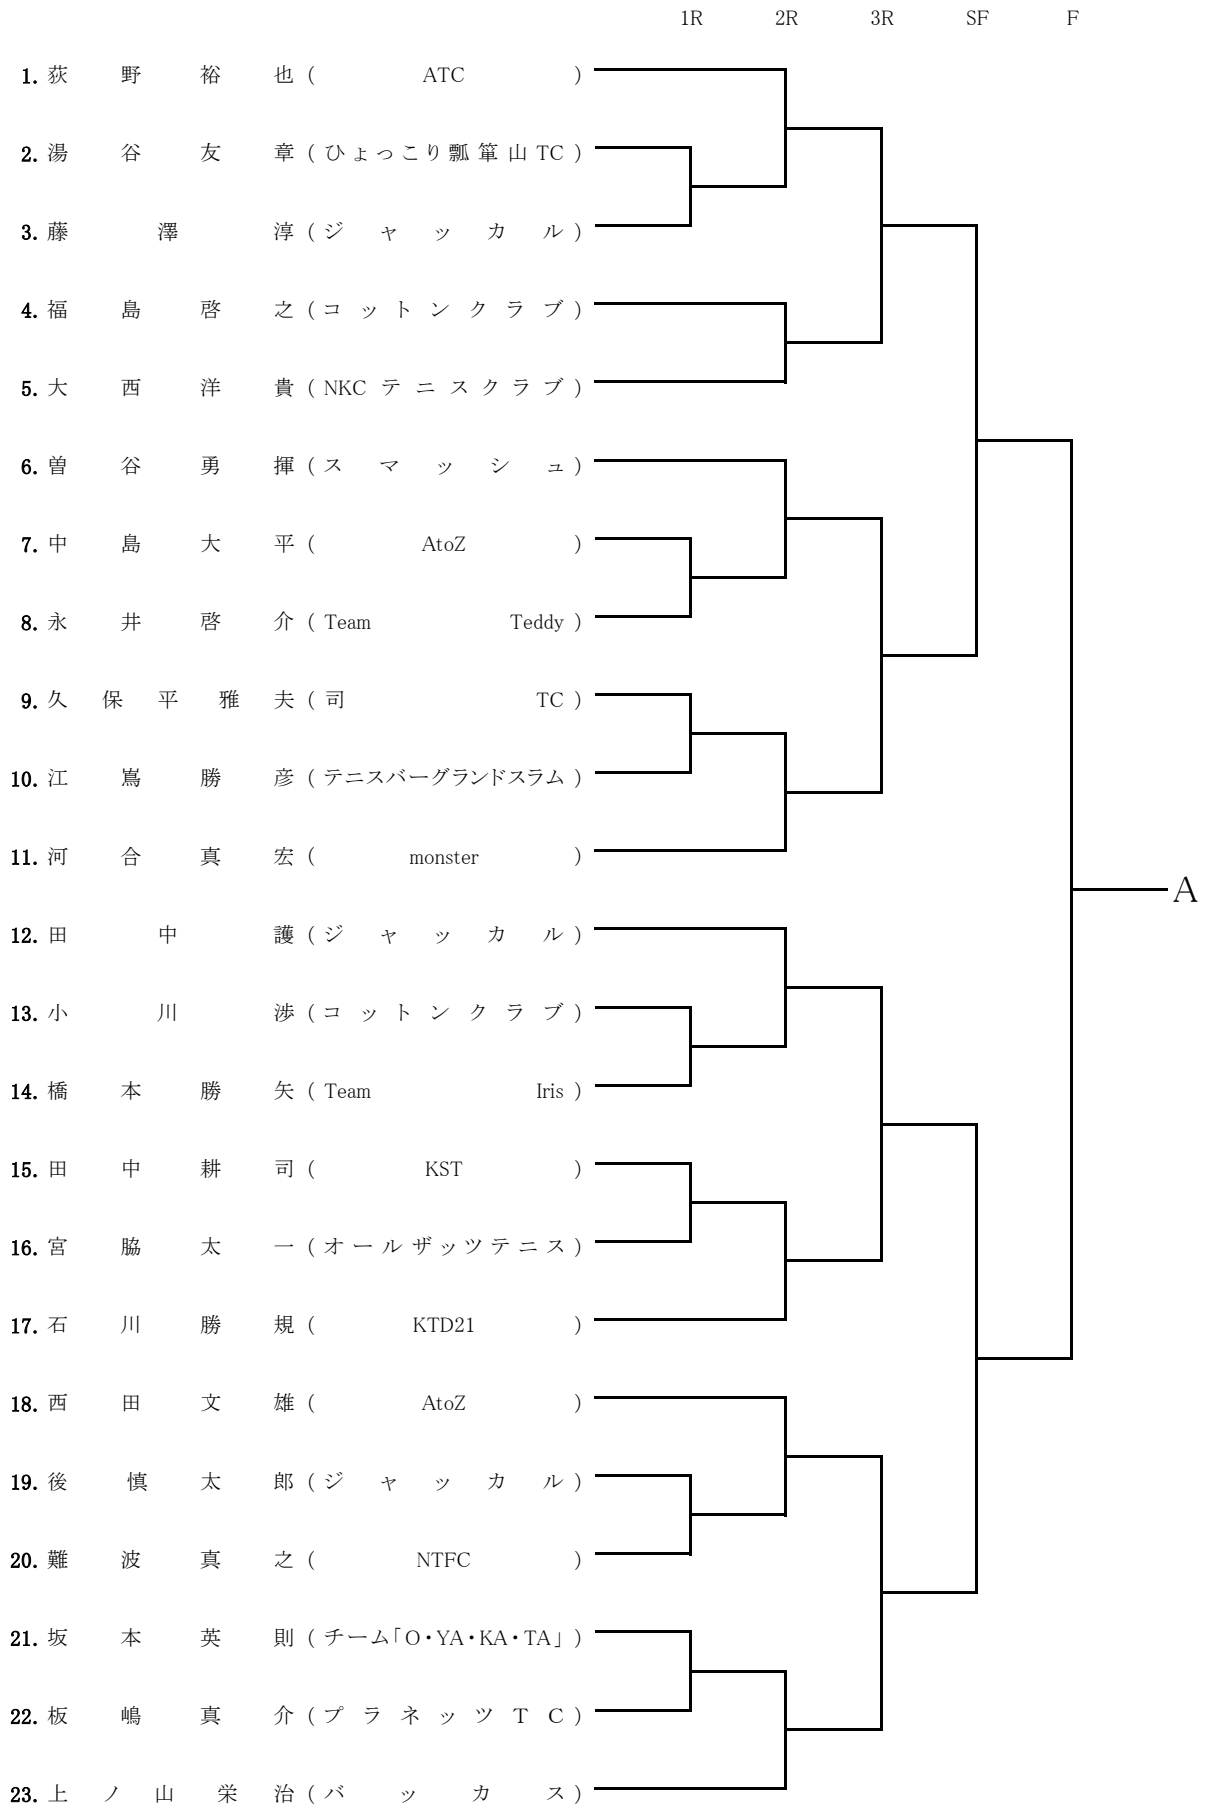 1R 2R 3R SF F
1. 荻野裕也 ( ATC )
2. 湯谷友章 ( ひょっこり瓢箪山 TC )
3. 藤澤淳 ( ジャッカル )
4. 福島啓之 ( コットンクラブ )
5. 大西洋貴 ( NKC テニスクラブ )
6. 曽谷勇揮 ( スマッシュ )
7. 中島大平 ( AtoZ )
8. 永井啓介 ( Team Teddy )
9. 久保平雅夫 ( 司 TC )
10. 江嶌勝彦 ( テニスバーグランドスラム )
11. 河合真宏 ( monster )
A
12. 田中護 ( ジャッカル )
13. 小川渉 ( コットンクラブ )
14. 橋本勝矢 ( Team Iris )
15. 田中耕司 ( KST )
16. 宮脇太一 ( オールザッツテニス )
17. 石川勝規 ( KTD21 )
18. 西田文雄 ( AtoZ )
19. 後慎太郎 ( ジャッカル )
20. 難波真之 ( NTFC )
21. 坂本英則 ( チーム「O・YA・KA・TA」 )
22. 板嶋真介 ( プラネッツTC )
23. 上ノ山栄治 ( バッカス )